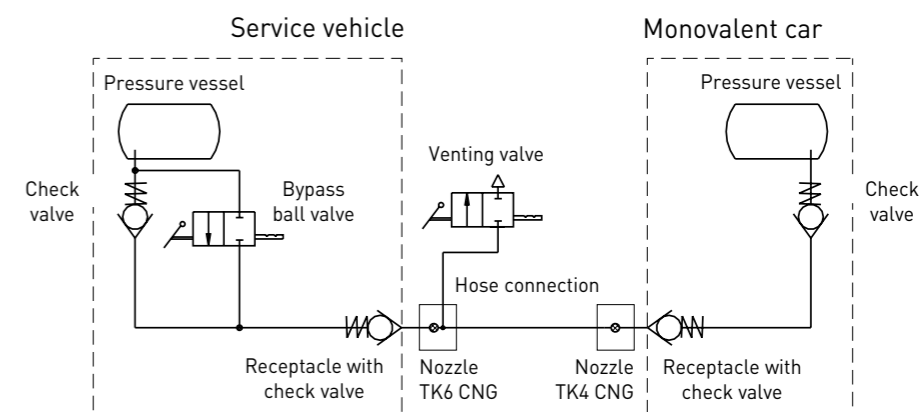 Service vehicle
Monovalent car
Pressure vessel
Pressure vessel
Venting valve
Check
valve
Bypass
ball valve
Check
valve
Hose connection
Receptacle with
check valve
Nozzle
TK6 CNG
Nozzle
TK4 CNG
Receptacle with
check valve